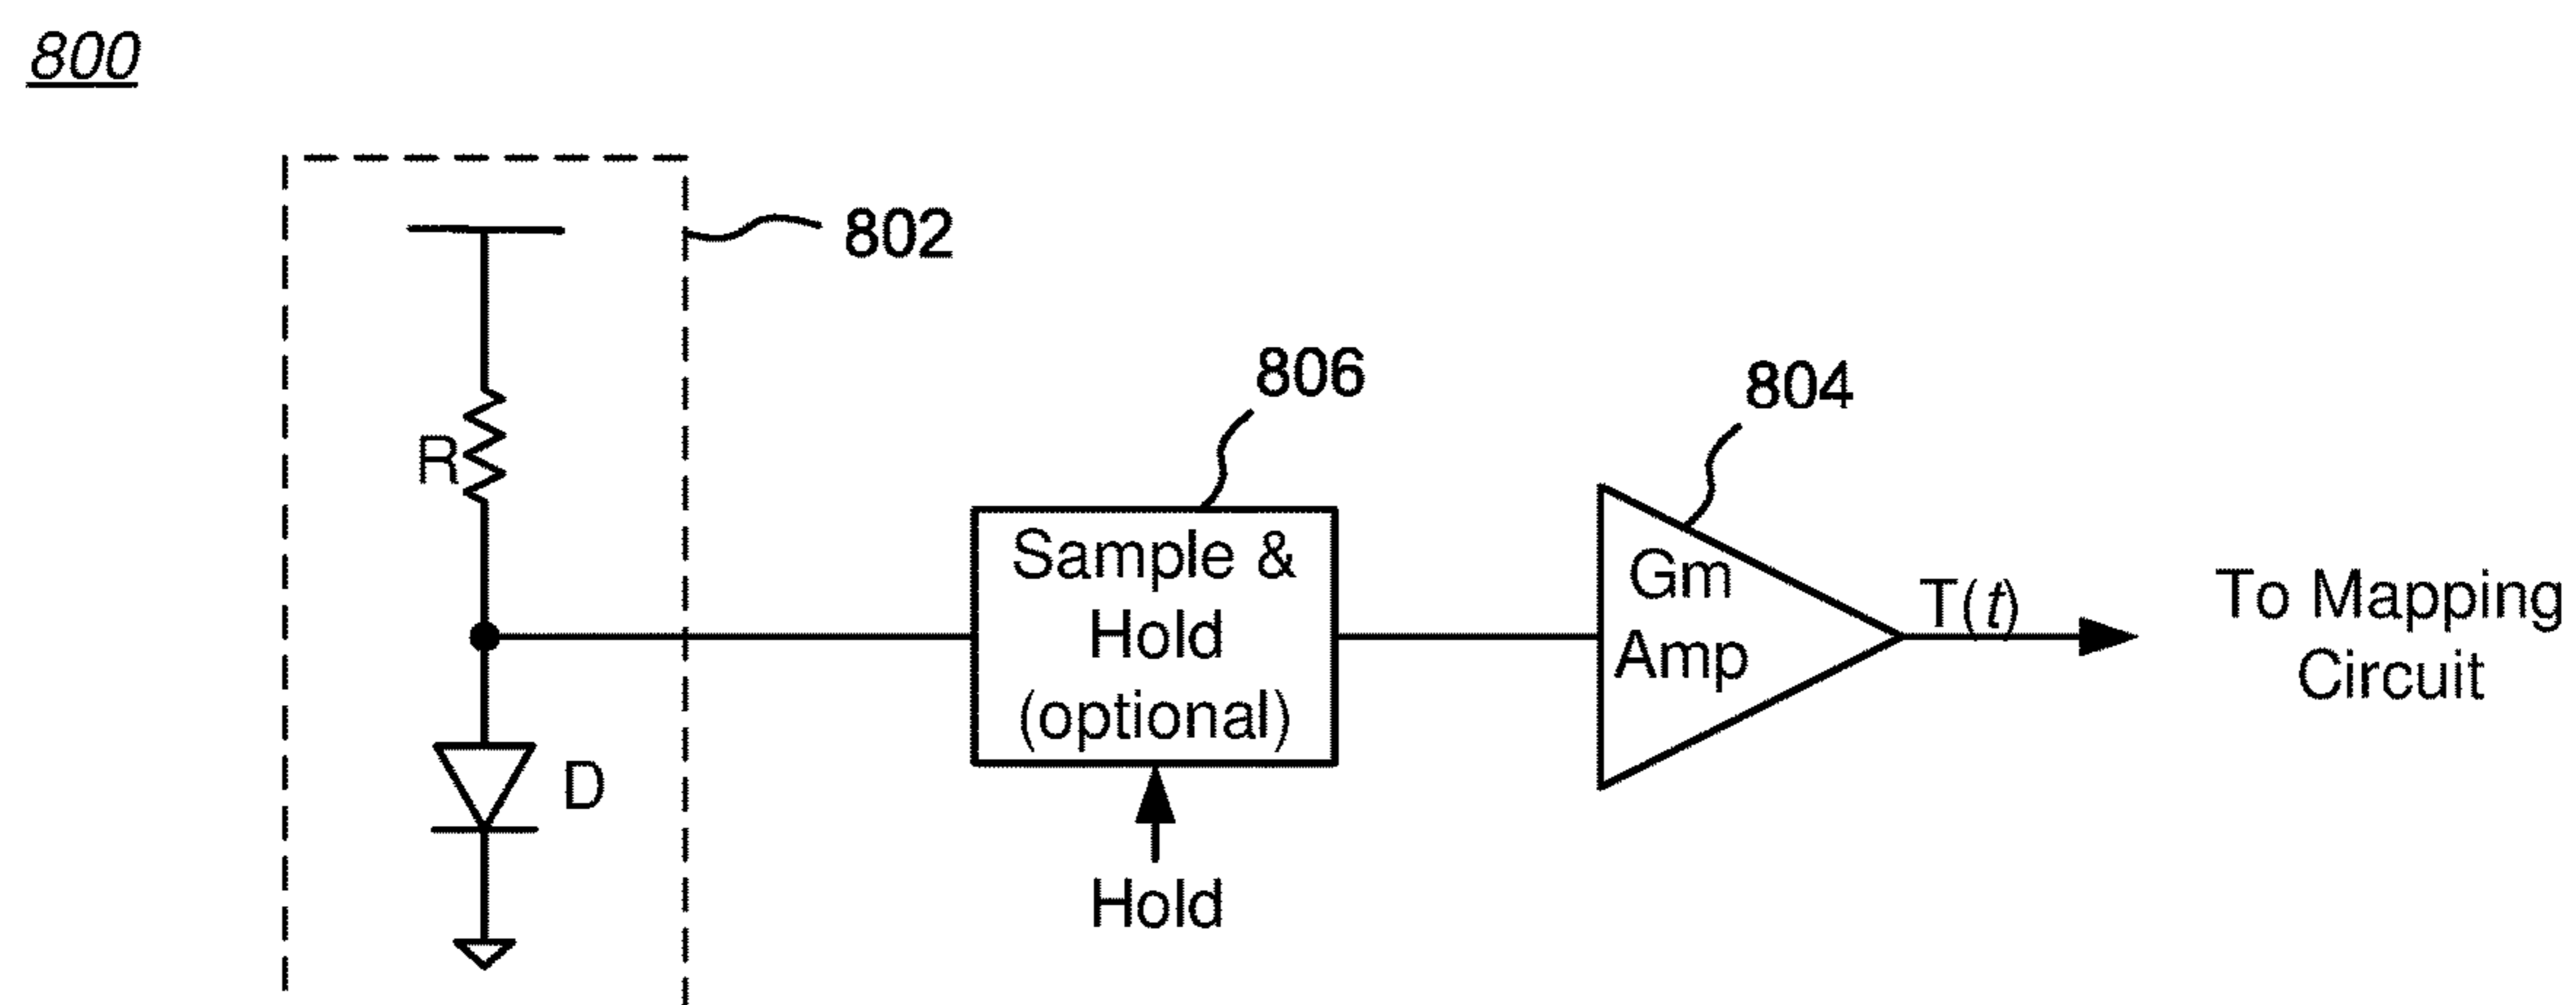 800
802
806
804
R
Sample &
Hold
(optional)
Gm
Amp
T(t)
To Mapping
Circuit
D
Hold